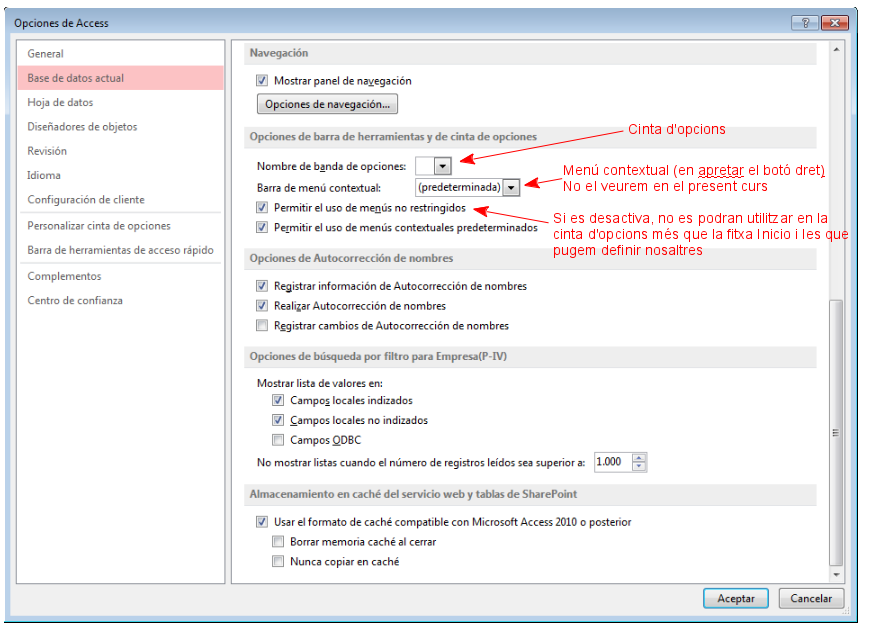 Opciones de Access
General
Base de datos actual
Hoja de datos
Diseñadores de objetos
Revisión
Idioma
Configuración de cliente
Personalizar cinta de opciones
Barra de herramientas de acceso rápido
Complementos
Centro de confianza
Navegación
Mostrar panel de navegación
Opciones de navegación...
Opciones de barra de herramientas y de cinta de opciones
Cinta d'opcions
Nombre de banda de opciones:
Menú contextual (en apretar el botó dret)
No el veurem en el present curs
Barra de menú contextual: (predeterminada)
Permitir el uso de menús no restringidos
Permitir el uso de menús contextuales predeterminados
Si es desactiva, no es podran utilitzar en la
cinta d'opcions més que la fitxa Inicio i les que
pugem definir nosaltres
Opciones de Autocorrección de nombres
Registrar información de Autocorrección de nombres
Realizar Autocorrección de nombres
Registrar cambios de Autocorrección de nombres
Opciones de búsqueda por filtro para Empresa(P-IV)
Mostrar lista de valores en:
Campos locales indizados
Campos locales no indizados
Campos ODBC
No mostrar listas cuando el número de registros leídos sea superior a: 1.000
Almacenamiento en caché del servicio web y tablas de SharePoint
Usar el formato de caché compatible con Microsoft Access 2010 o posterior
Borrar memoria caché al cerrar
Nunca copiar en caché
Aceptar
Cancelar